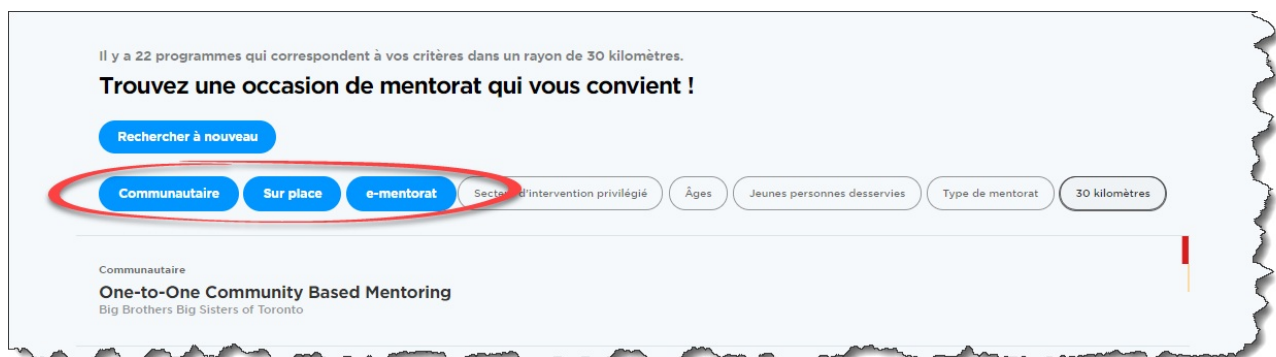 Il y a 22 programmes qui correspondent à vos critères dans un rayon de 30 kilomètres.
Trouvez une occasion de mentorat qui vous convient !
Rechercher à nouveau
Communautaire Sur place e-mentorat d'intervention privilégié Âges Jeunes personnes desservies Type de mentorat 30 kilomètres
Communautaire
One-to-One Community Based Mentoring
Big Brothers Big Sisters of Toronto